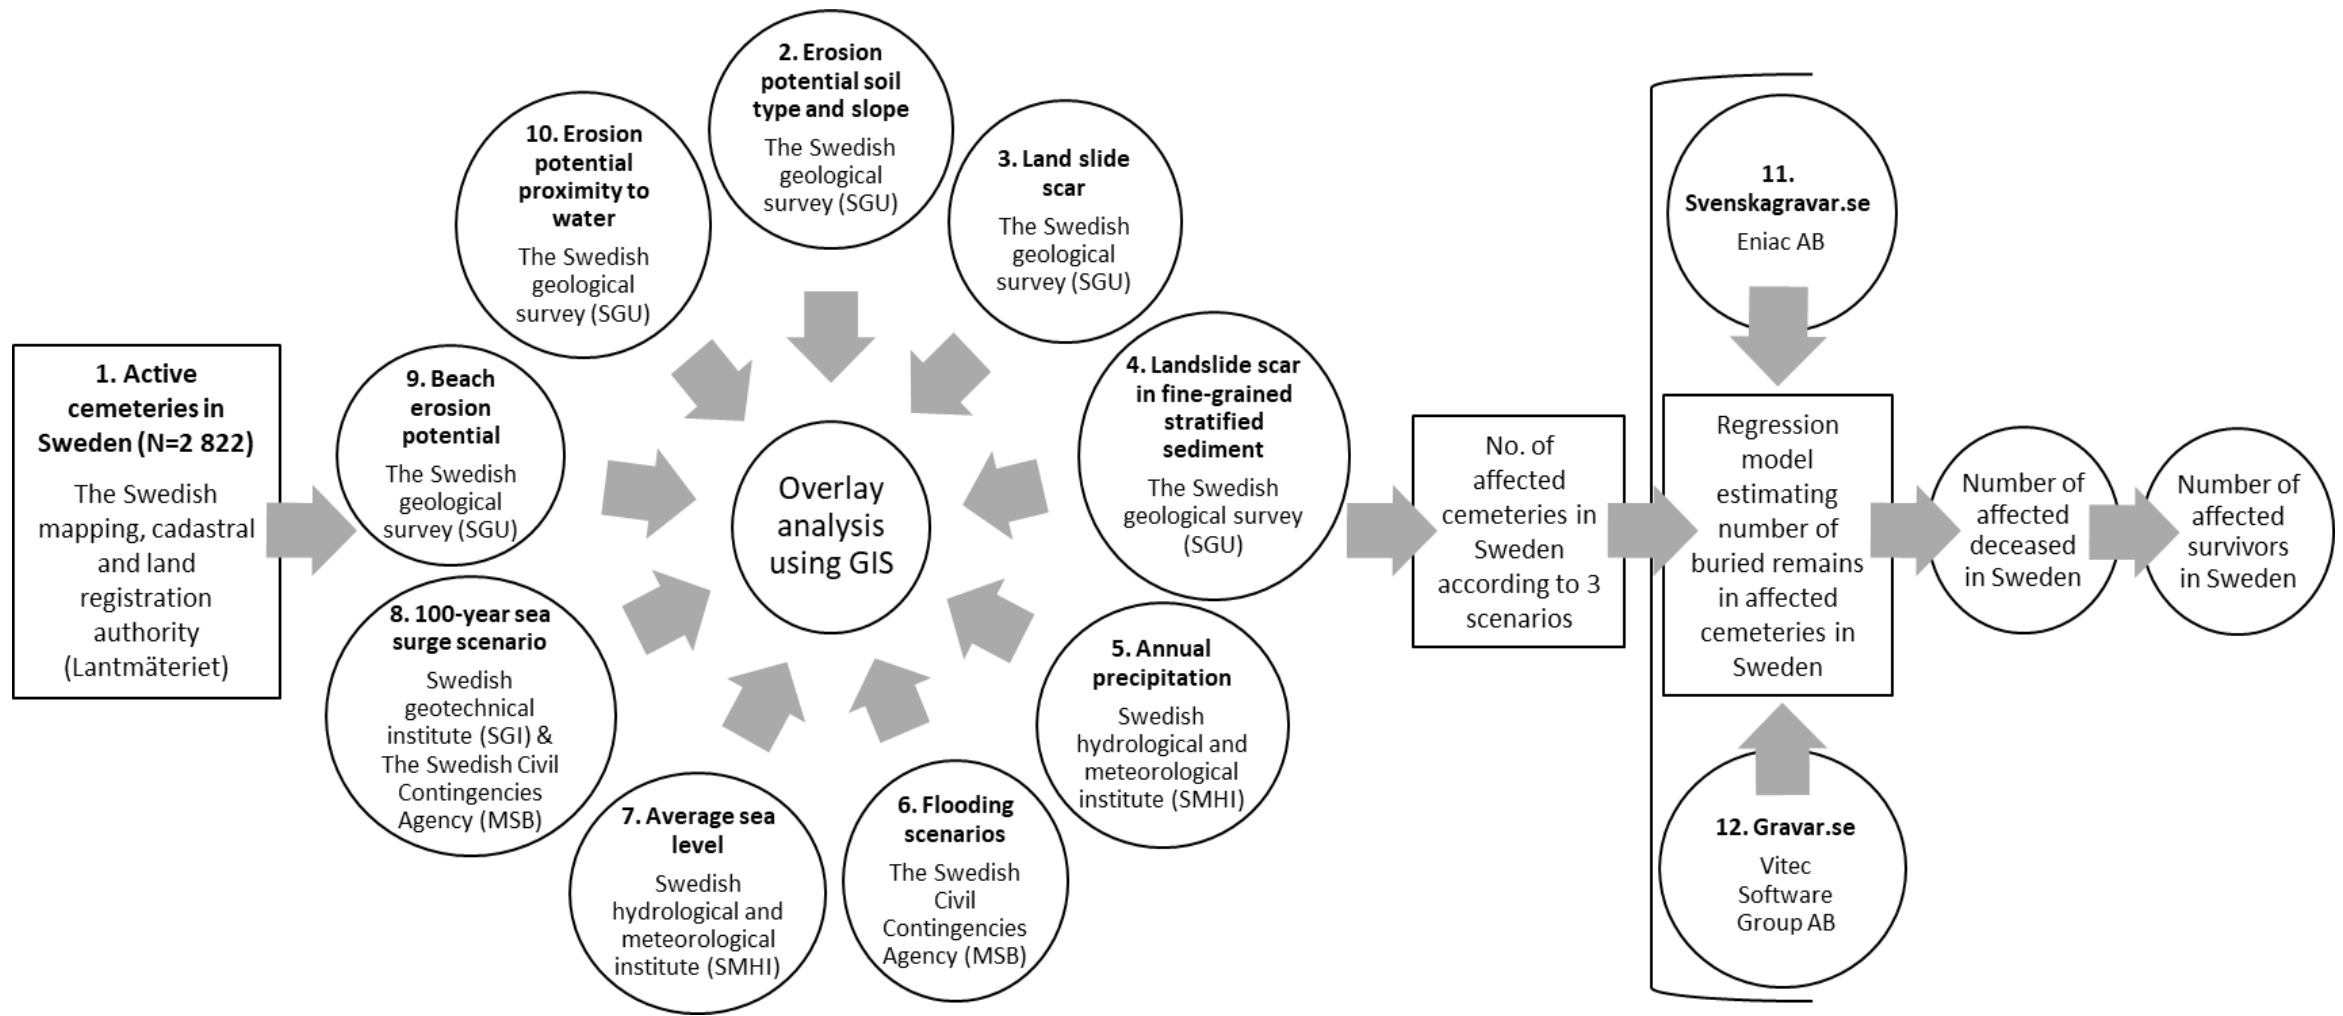 1. Active
cemeteries in
Sweden (N=2 822)
The Swedish
mapping, cadastral
and land
registration
authority
(Lantmäteriet)
2. Erosion
potential soil
type and slope
The Swedish
geological
survey (SGU)
3. Land slide
scar
The Swedish
geological
survey (SGU)
4. Landslide scar
in fine-grained
stratified
sediment
The Swedish
geological survey
(SGU)
5. Annual
precipitation
Swedish
hydrological and
meteorological
institute (SMHI)
6. Flooding
scenarios
The Swedish
Civil
Contingencies
Agency (MSB)
7. Average sea
level
Swedish
hydrological and
meteorological
institute (SMHI)
8. 100-year sea
surge scenario
Swedish
geotechnical
institute (SGI) &
The Swedish Civil
Contingencies
Agency (MSB)
9. Beach
erosion
potential
The Swedish
geological
survey (SGU)
10. Erosion
potential
proximity to
water
The Swedish
geological
survey (SGU)
Overlay
analysis
using GIS
No. of
affected
cemeteries in
Sweden
according to 3
scenarios
11.
Svenskagravar.se
Eniac AB
Regression
model
estimating
number of
buried remains
in affected
cemeteries in
Sweden
12. Gravar.se
Vitec
Software
Group AB
Number of
affected
deceased
in Sweden
Number of
affected
survivors
in Sweden